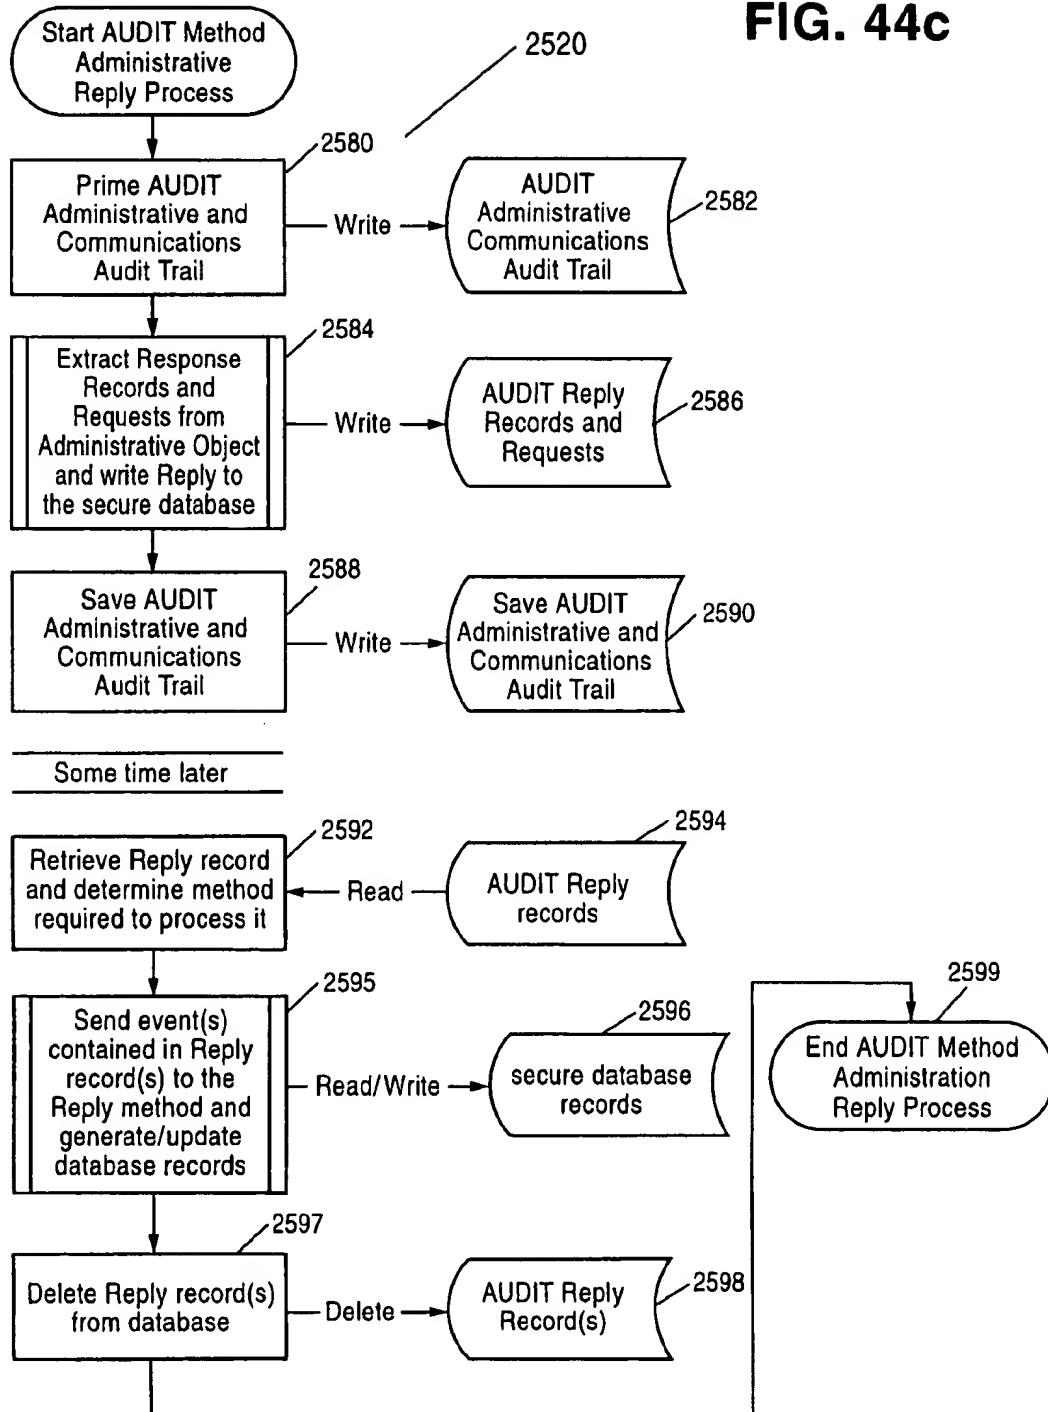 FIG. 44c
Start AUDIT Method
Administrative
Reply Process
2520
2580
Prime AUDIT
Administrative and
Communications
Audit Trail
Write
AUDIT
Administrative
Communications
Audit Trail
2582
2584
Extract Response
Records and
Requests from
Administrative Object
and write Reply to
the secure database
Write
AUDIT Reply
Records and
Requests
2586
2588
Save AUDIT
Administrative and
Communications
Audit Trail
Write
Save AUDIT
Administrative and
Communications
Audit Trail
2590
Some time later
2592
Retrieve Reply record
and determine method
required to process it
Read
AUDIT Reply
records
2594
2595
Send event(s)
contained in Reply
record(s) to the
Reply method and
generate/update
database records
Read/Write
secure database
records
2596
2599
End AUDIT Method
Administration
Reply Process
2597
Delete Reply record(s)
from database
Delete
AUDIT Reply
Record(s)
2598